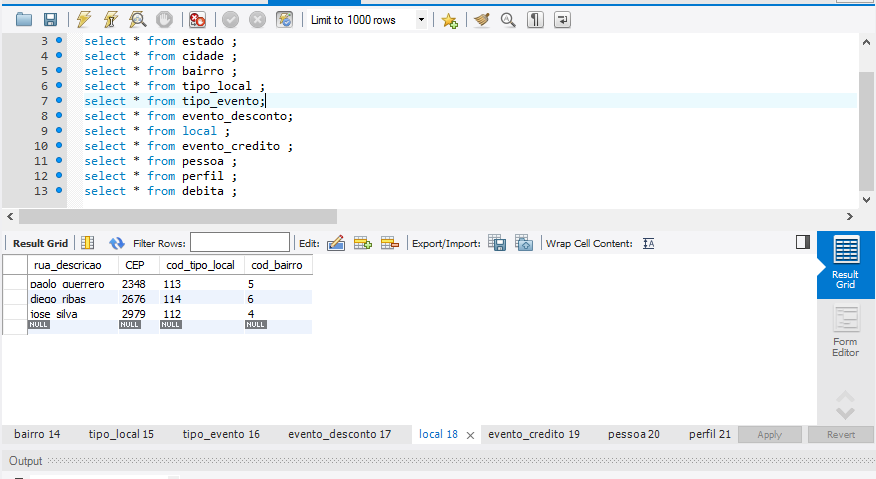 Limit to 1000 rows
3 select * from estado ;
4 select * from cidade ;
5 select * from bairro ;
6 select * from tipo_local ;
7 select * from tipo_evento;
8 select * from evento_desconto;
9 select * from local ;
10 select * from evento_credito ;
11 select * from pessoa ;
12 select * from perfil ;
13 select * from debita ;
Result Grid Filter Rows: Edit: Export/Import: Wrap Cell Content:
rua_descricao CEP cod_tipo_local cod_bairro
paolo guerrero 2348 113 5
diego ribas 2676 114 6
jose silva 2979 112 4
NULL NULL NULL NULL
Result
Grid
Form
Editor
bairro 14 tipo_local 15 tipo_evento 16 evento_desconto 17 local 18 evento_credito 19 pessoa 20 perfil 21 Apply Revert
Output